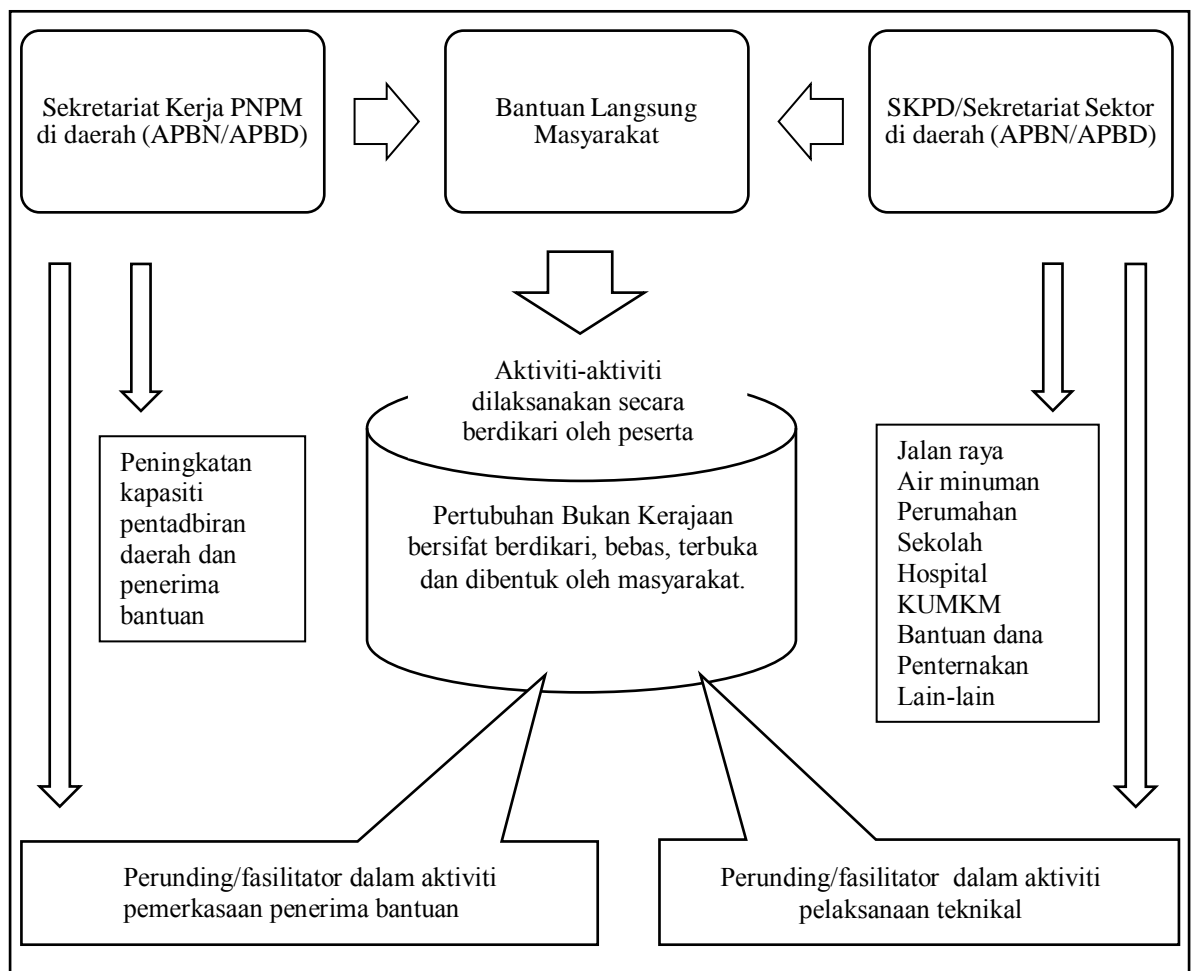 Sekretariat Kerja PNPM
di daerah (APBN/APBD)
Bantuan Langsung
Masyarakat
SKPD/Sekretariat Sektor
di daerah (APBN/APBD)
Aktiviti-aktiviti
dilaksanakan secara
berdikari oleh peserta
Peningkatan
kapasiti
pentadbiran
daerah dan
penerima
bantuan
Pertubuhan Bukan Kerajaan
bersifat berdikari, bebas, terbuka
dan dibentuk oleh masyarakat.
Jalan raya
Air minuman
Perumahan
Sekolah
Hospital
KUMKM
Bantuan dana
Penternakan
Lain-lain
Perunding/fasilitator dalam aktiviti
pemerkasaan penerima bantuan
Perunding/fasilitator dalam aktiviti
pelaksanaan teknikal